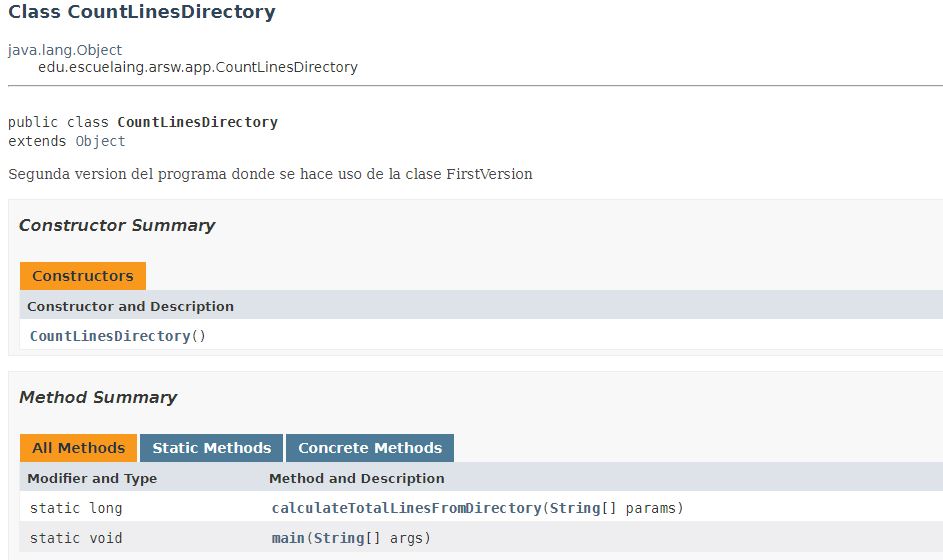 Class CountLinesDirectory
java.lang.Object
edu.escuelaing.arsw.app.CountLinesDirectory
public class CountLinesDirectory
extends Object
Segunda version del programa donde se hace uso de la clase FirstVersion
Constructor Summary
Constructors
Constructor and Description
CountLinesDirectory()
Method Summary
All Methods Static Methods Concrete Methods
Modifier and Type Method and Description
static long calculateTotalLinesFromDirectory(String[] params)
static void main(String[] args)